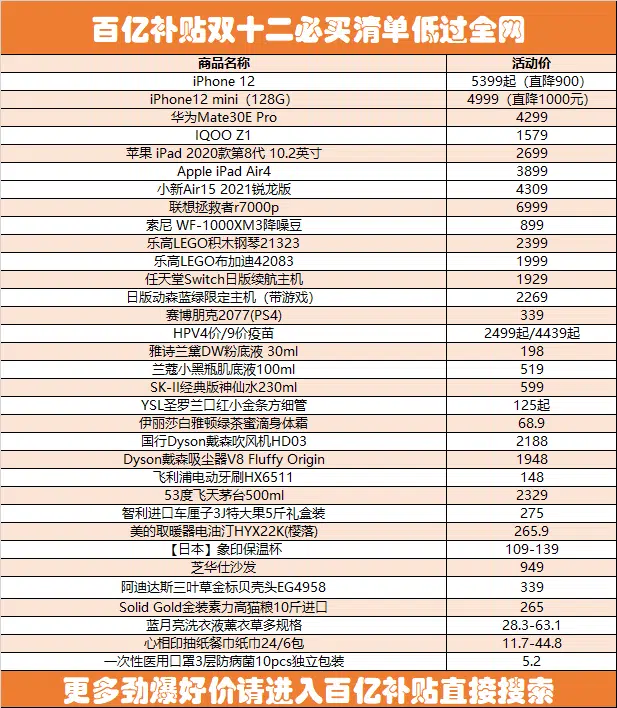 百亿补贴双十二必买清单低过全网
商品名称 活动价
iPhone 12 5399起（直降900）
iPhone12 mini（128G） 4999（直降1000元）
华为Mate30E Pro 4299
IQOO Z1 1579
苹果 iPad 2020款第8代 10.2英寸 2699
Apple iPad Air4 3899
小新Air15 2021锐龙版 4309
联想拯救者r7000p 6999
索尼 WF-1000XM3降噪豆 899
乐高LEGO积木钢琴21323 2399
乐高LEGO布加迪42083 1999
任天堂Switch日版续航主机 1929
日版动森蓝绿限定主机（带游戏） 2269
赛博朋克2077(PS4) 339
HPV4价/9价疫苗 2499起/4439起
雅诗兰黛DW粉底液 30ml 198
兰蔻小黑瓶肌底液100ml 519
SK-II经典版神仙水230ml 599
YSL圣罗兰口红小金条方细管 125起
伊丽莎白雅顿绿茶蜜滴身体霜 68.9
国行Dyson戴森吹风机HD03 2188
Dyson戴森吸尘器V8 Fluffy Origin 1948
飞利浦电动牙刷HX6511 148
53度飞天茅台500ml 2329
智利进口车厘子3J特大果5斤礼盒装 275
美的取暖器电油汀HYX22K(樱落) 265.9
【日本】象印保温杯 109-139
芝华仕沙发 949
阿迪达斯三叶草金标贝壳头EG4958 339
Solid Gold金装素力高猫粮10斤进口 265
蓝月亮洗衣液薰衣草多规格 28.3-63.1
心相印抽纸餐巾纸巾24/6包 11.7-44.8
一次性医用口罩3层防病菌10pcs独立包装 5.2
更多劲爆好价请进入百亿补贴直接搜索